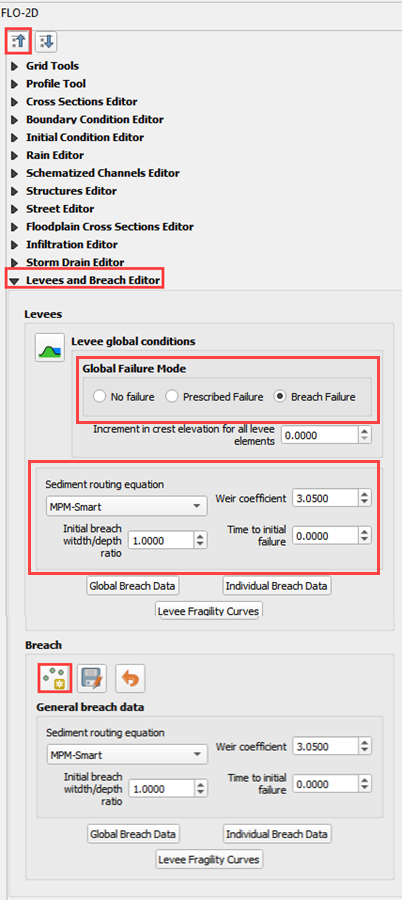 FLO-2D
Grid Tools
Profile Tool
Cross Sections Editor
Boundary Condition Editor
Initial Condition Editor
Rain Editor
Schematized Channels Editor
Structures Editor
Street Editor
Floodplain Cross Sections Editor
Infiltration Editor
Storm Drain Editor
Levees and Breach Editor
Levees
Levee global conditions
Global Failure Mode
No failure Prescribed Failure Breach Failure
Increment in crest elevation for all levee
elements
0.0000
Sediment routing equation
MPM-Smart
Weir coefficient 3.0500
Initial breach
witdth/depth
ratio
1.0000
Time to initial
failure
0.0000
Global Breach Data Individual Breach Data
Levee Fragility Curves
Breach
General breach data
Sediment routing equation
MPM-Smart
Weir coefficient 3.0500
Initial breach
witdth/depth
ratio
1.0000
Time to initial
failure
0.0000
Global Breach Data Individual Breach Data
Levee Fragility Curves